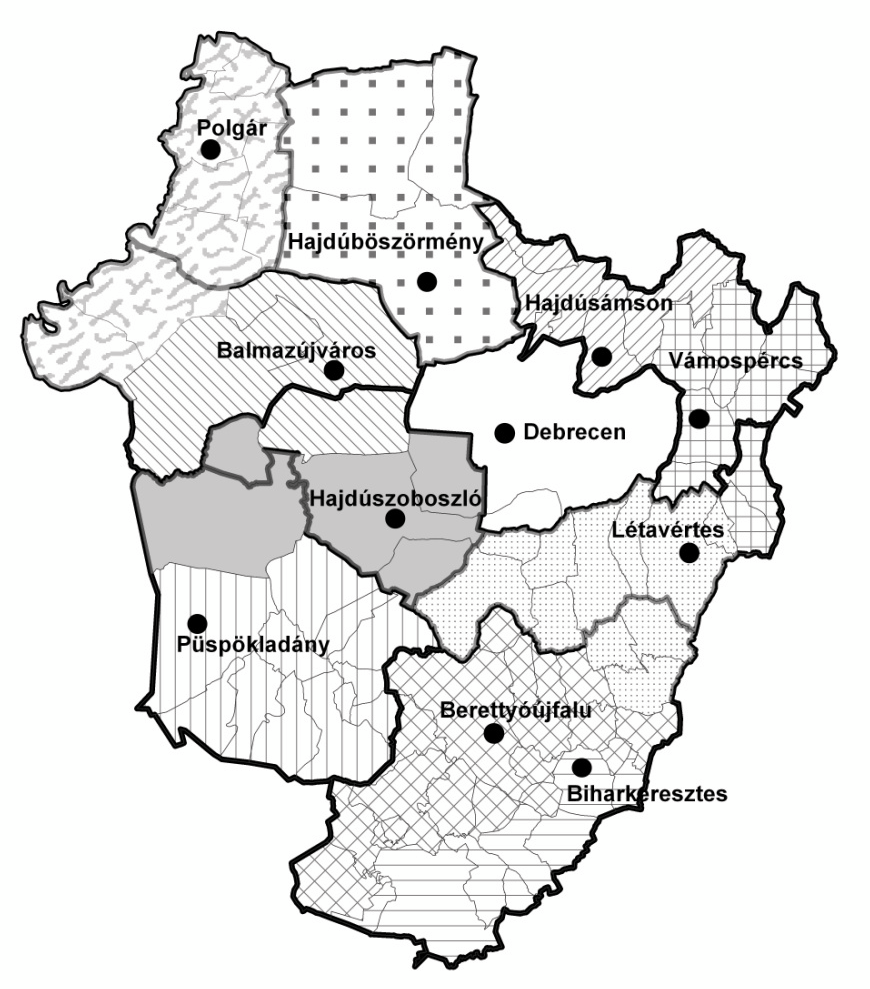 Polgár
Hajdúböszörmény
Hajdúsámson
Balmazújváros
Vámospércs
Debrecen
Hajdúszoboszló
Létavértes
Püspökladány
Berettyóújfalu
Biharkeresztes